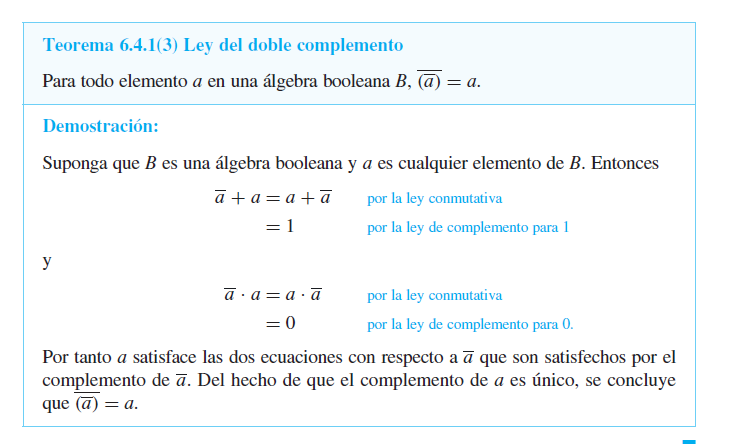 Teorema 6.4.1(3) Ley del doble complemento
Para todo elemento a en una álgebra booleana B, \overline{(\overline{a})} = a.
Demostración:
Suponga que B es una álgebra booleana y a es cualquier elemento de B. Entonces
\overline{a} + a = a + \overline{a} por la ley conmutativa
= 1 por la ley de complemento para 1
y
\overline{a} · a = a · \overline{a} por la ley conmutativa
= 0 por la ley de complemento para 0.
Por tanto a satisface las dos ecuaciones con respecto a \overline{a} que son satisfechos por el
complemento de \overline{a}. Del hecho de que el complemento de a es único, se concluye
que \overline{(\overline{a})} = a.